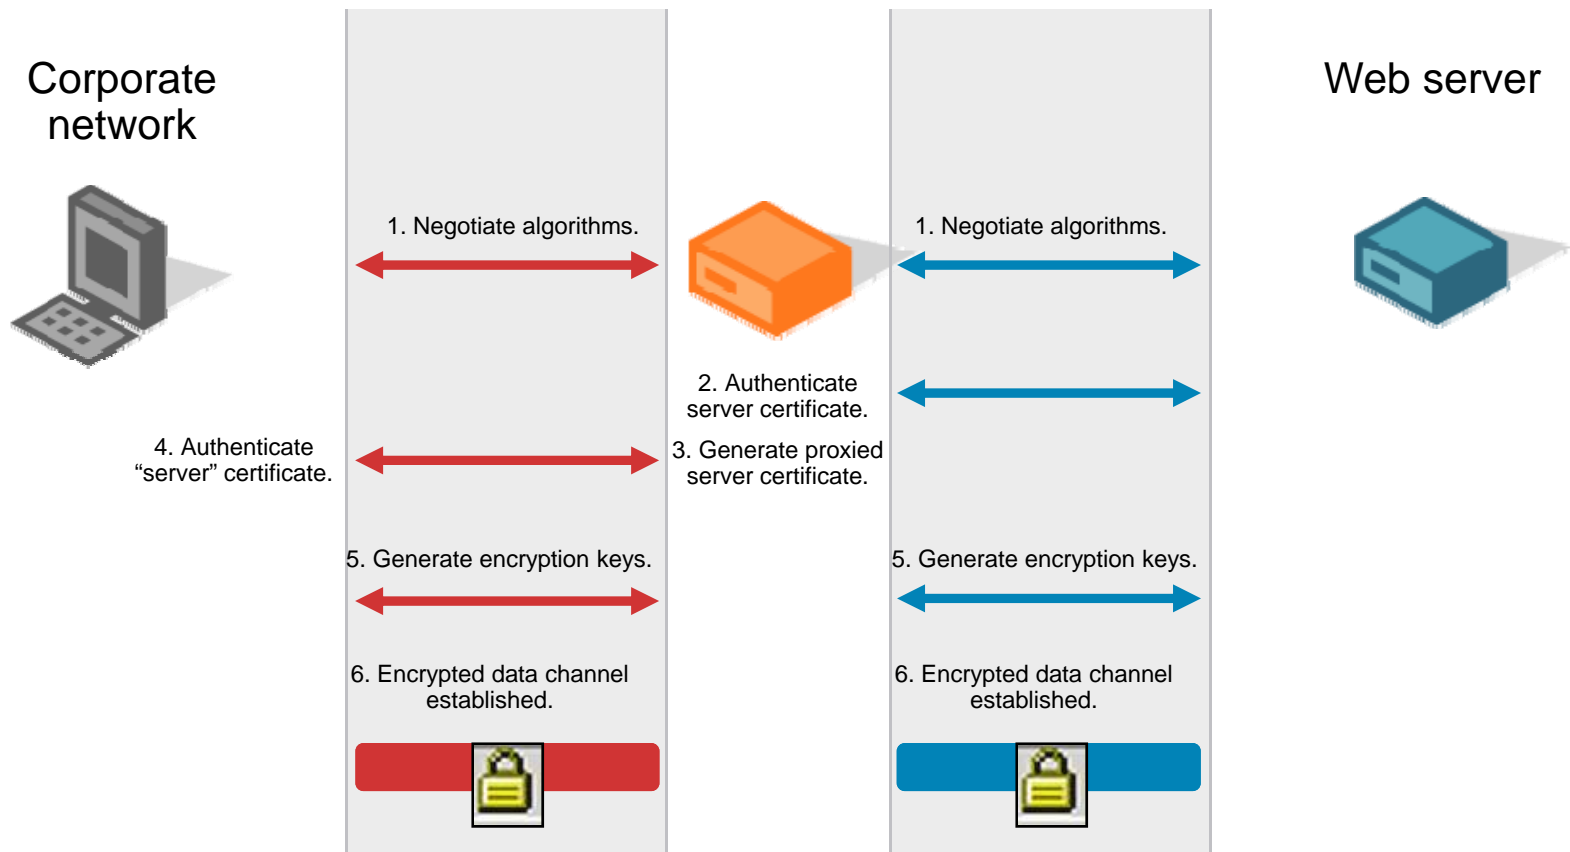 Corporate
network
Web server
1. Negotiate algorithms.
1. Negotiate algorithms.
2. Authenticate
server certificate.
4. Authenticate
“server” certificate.
3. Generate proxied
server certificate.
5. Generate encryption keys.
5. Generate encryption keys.
6. Encrypted data channel
established.
6. Encrypted data channel
established.